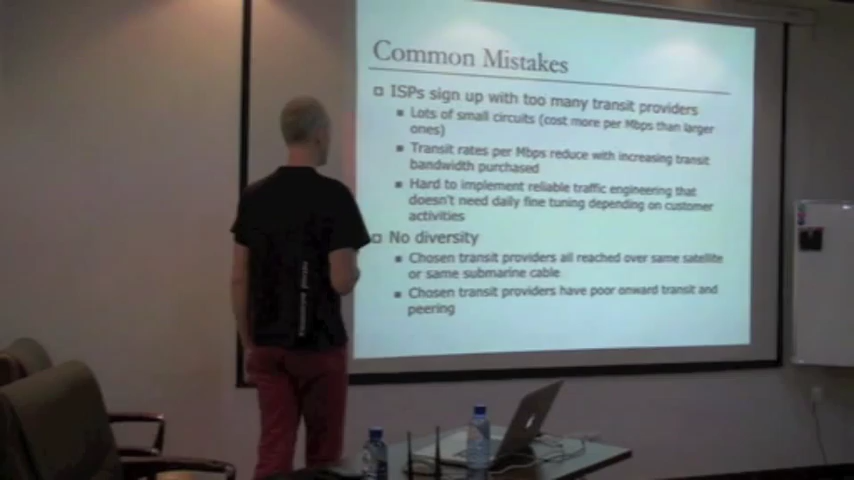 Common Mistakes
ISPs sign up with too many transit providers
Lots of small circuits (cost more per Mbps than larger
ones)
Transit rates per Mbps reduce with increasing transit
bandwidth purchased
Hard to implement reliable traffic engineering that
doesn't need daily fine tuning depending on customer
activities
No diversity
Chosen transit providers all reached over same satellite
or same submarine cable
Chosen transit providers have poor onward transit and
peering